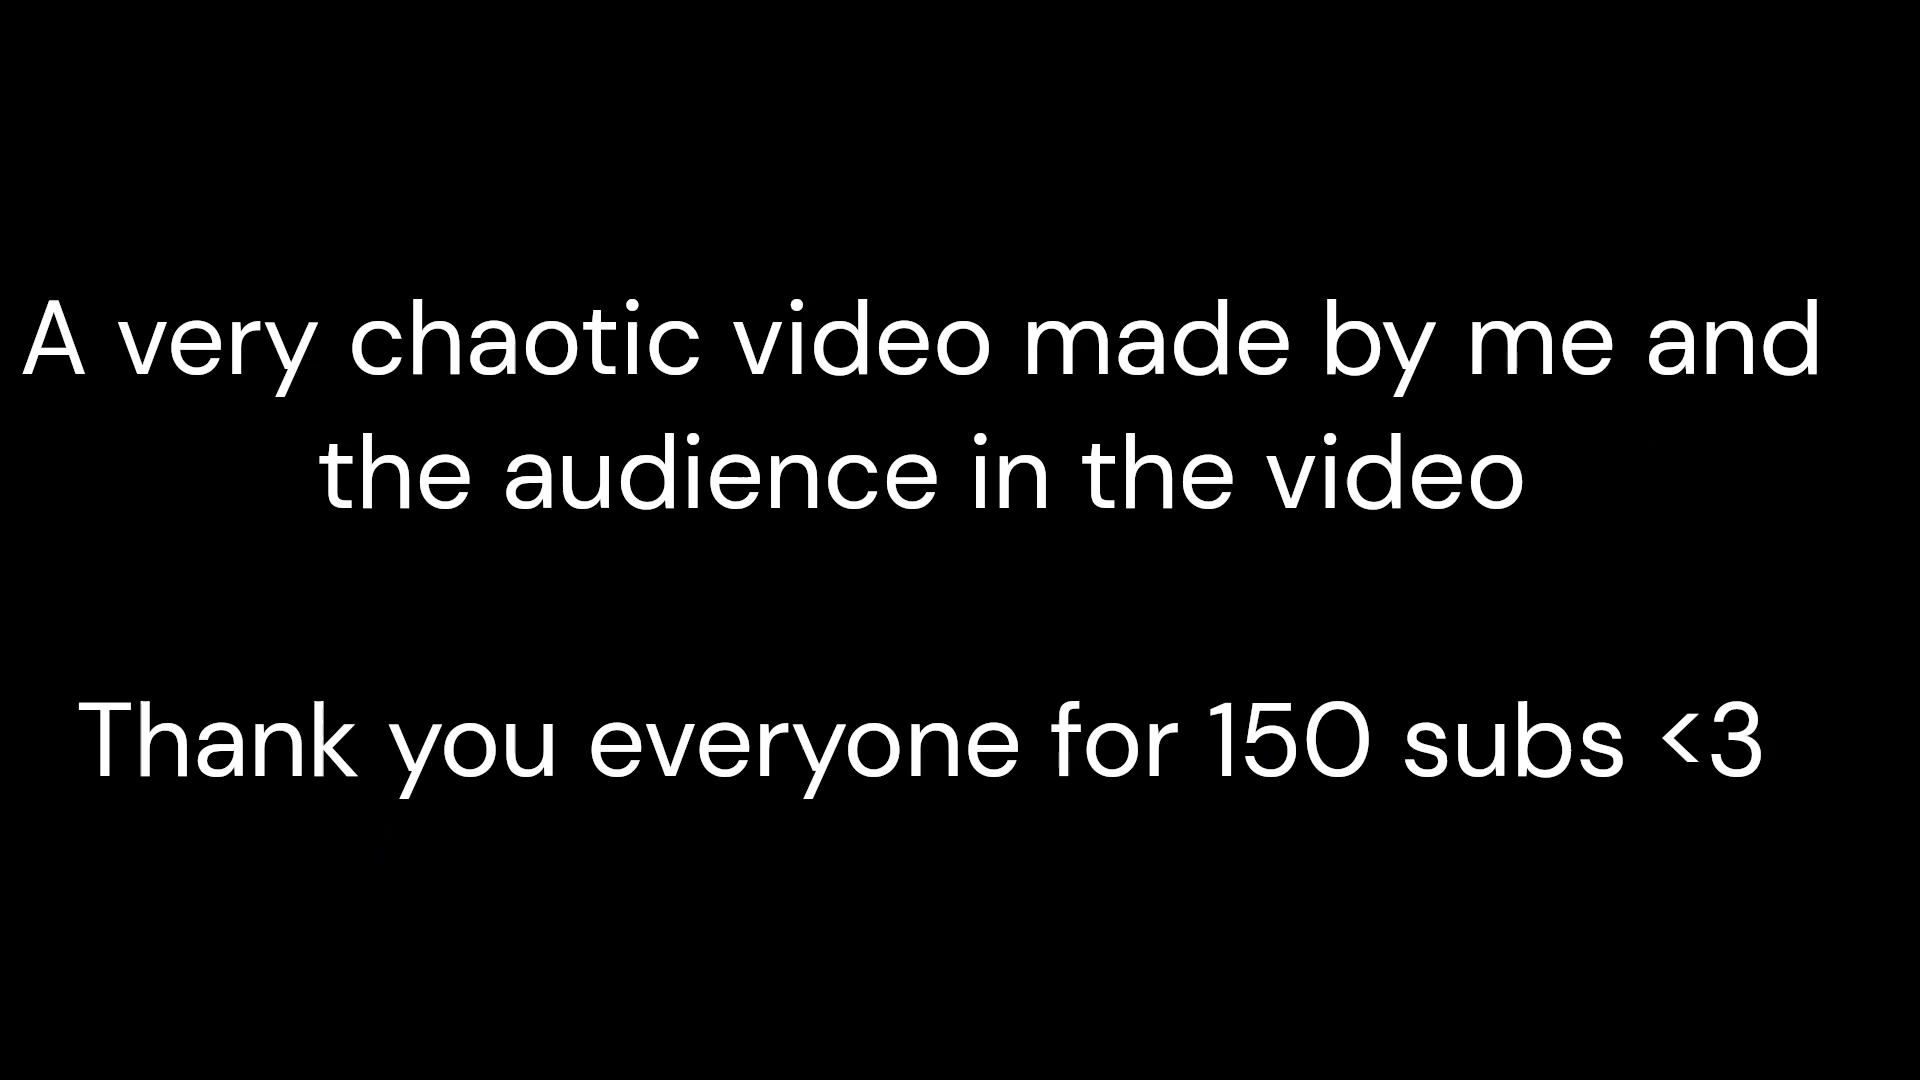 A very chaotic video made by me and
the audience in the video
Thank you everyone for 150 subs <3